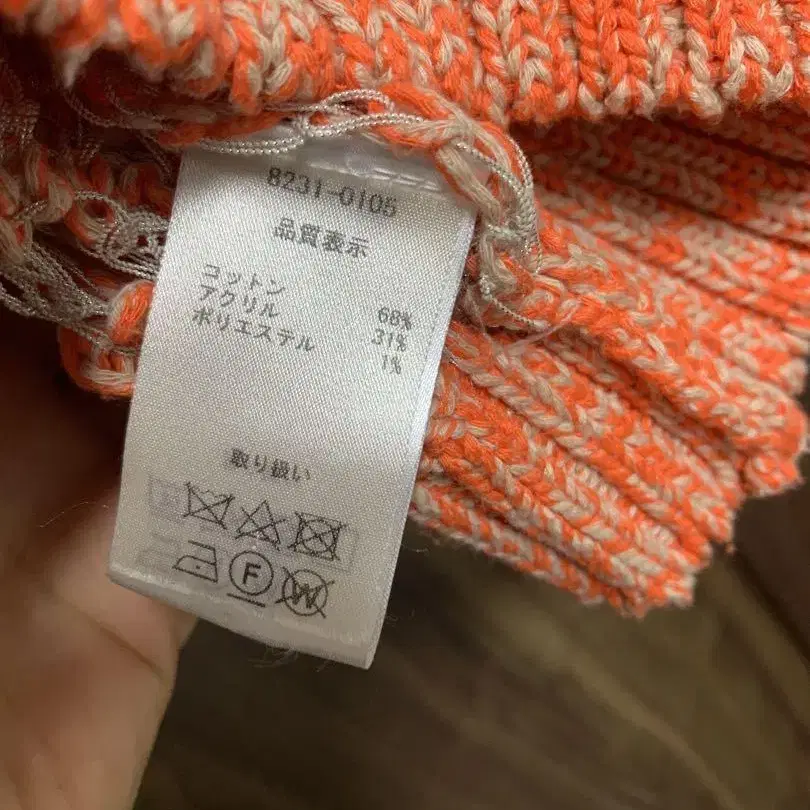 8231-0105
品質表示
コットン 68%
アクリル 31%
ポリエステル 1%
取り扱い
F
W